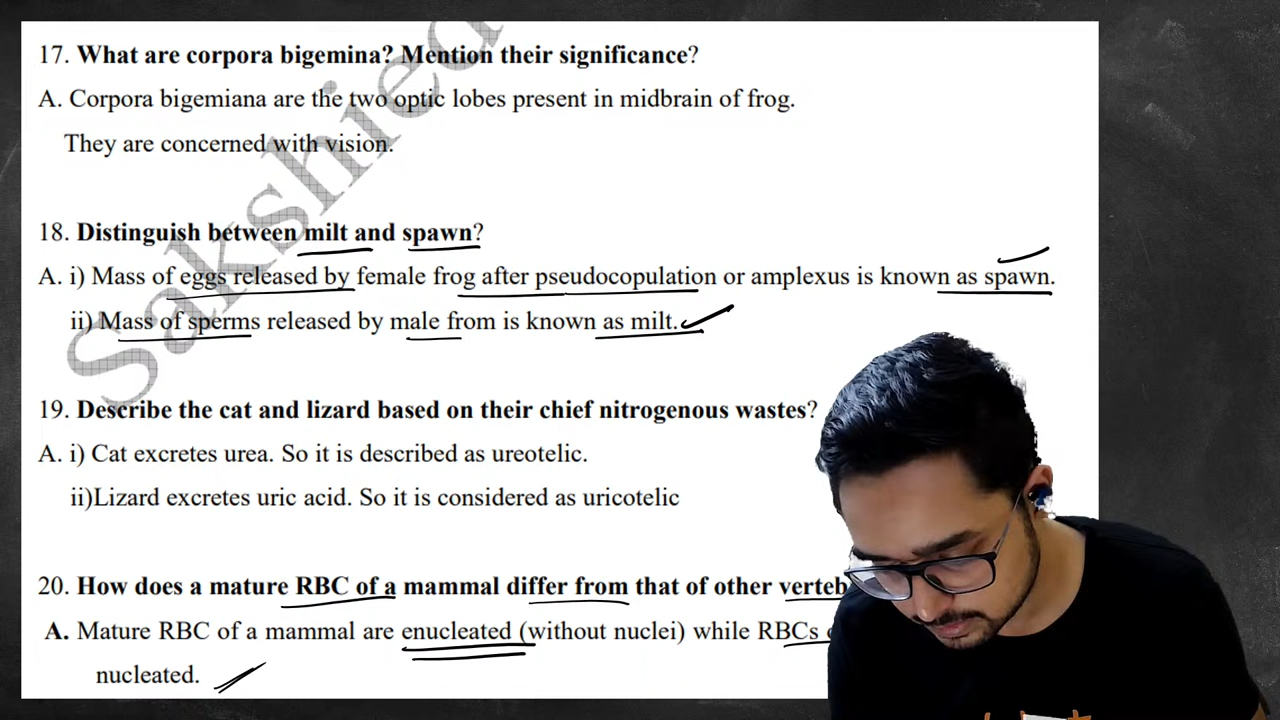 17. What are corpora bigemina? Mention their significance?
A. Corpora bigemiana are the two optic lobes present in midbrain of frog.
They are concerned with vision.
18. Distinguish between milt and spawn?
A. i) Mass of eggs released by female frog after pseudocopulation or amplexus is known as spawn.
ii) Mass of sperms released by male from is known as milt.
19. Describe the cat and lizard based on their chief nitrogenous wastes?
A. i) Cat excretes urea. So it is described as ureotelic.
ii)Lizard excretes uric acid. So it is considered as uricotelic
20. How does a mature RBC of a mammal differ from that of other
A. Mature RBC of a mammal are enucleated (without nuclei) while RBCs
nucleated.
Sakshied